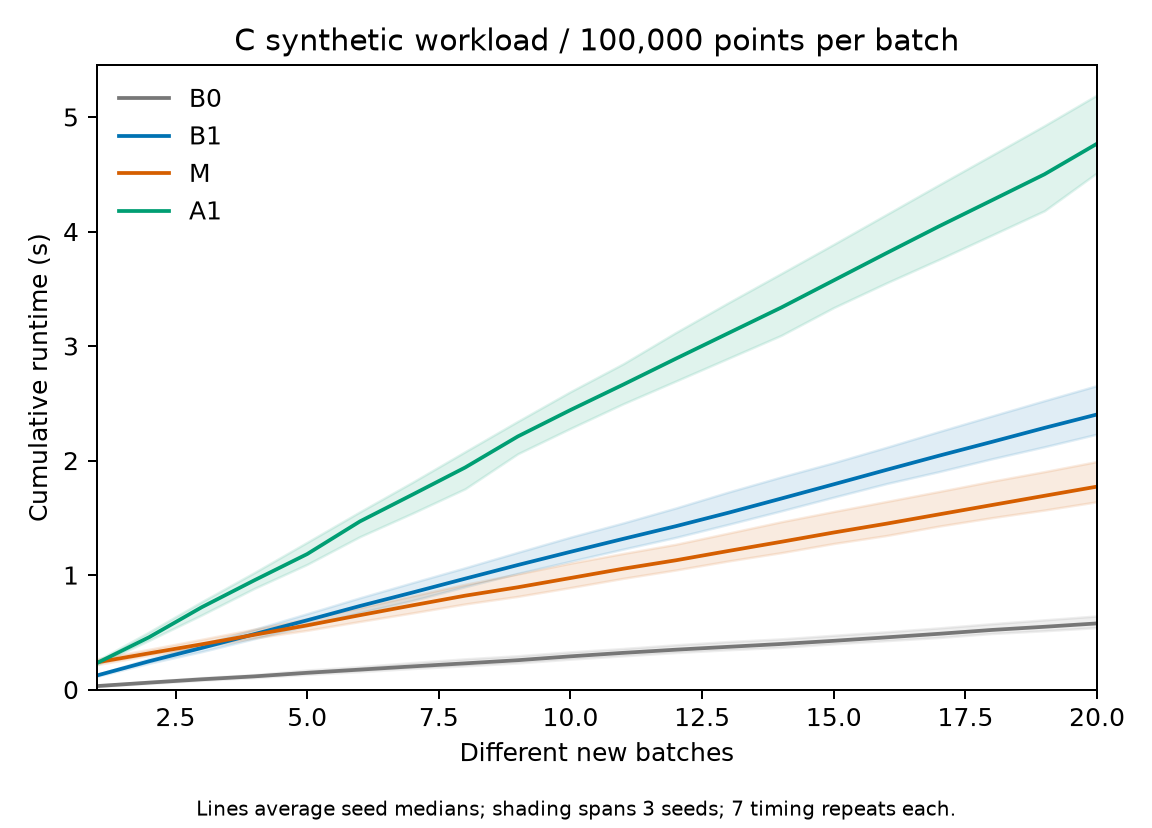 C synthetic workload / 100,000 points per batch
B0
B1
M
A1
Cumulative runtime (s)
5
4
3
2
1
0
2.5 5.0 7.5 10.0 12.5 15.0 17.5 20.0
Different new batches
Lines average seed medians; shading spans 3 seeds; 7 timing repeats each.